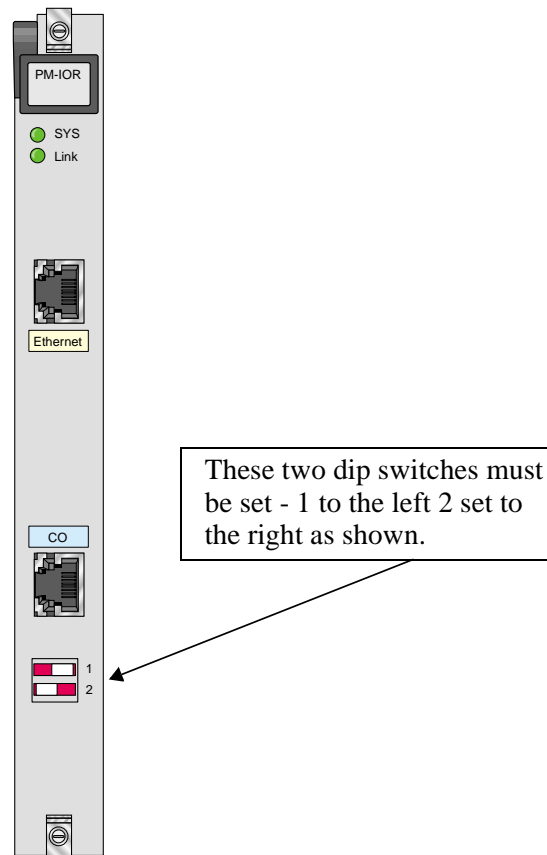 PM-IOR
SYS
Link
Ethernet
These two dip switches must
be set - 1 to the left 2 set to
the right as shown.
CO
1
2